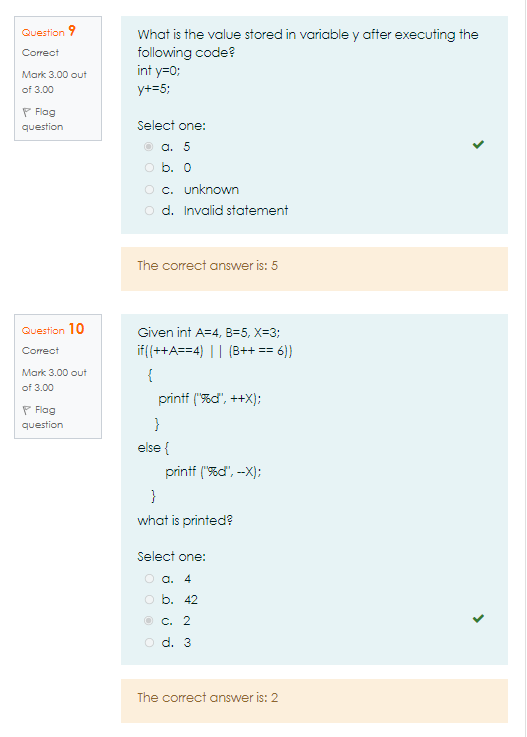 Question 9
Correct
Mark 3.00 out
of 3.00
Flag
question
What is the value stored in variable y after executing the
following code?
int y=0;
y+=5;
Select one:
a. 5
b. 0
c. unknown
d. Invalid statement
The correct answer is: 5
Question 10
Correct
Mark 3.00 out
of 3.00
Flag
question
Given int A=4, B=5, X=3;
if((++A==4) || (B++ == 6))
{
printf ("%d", ++X);
}
else {
printf ("%d", --X);
}
what is printed?
Select one:
a. 4
b. 42
c. 2
d. 3
The correct answer is: 2